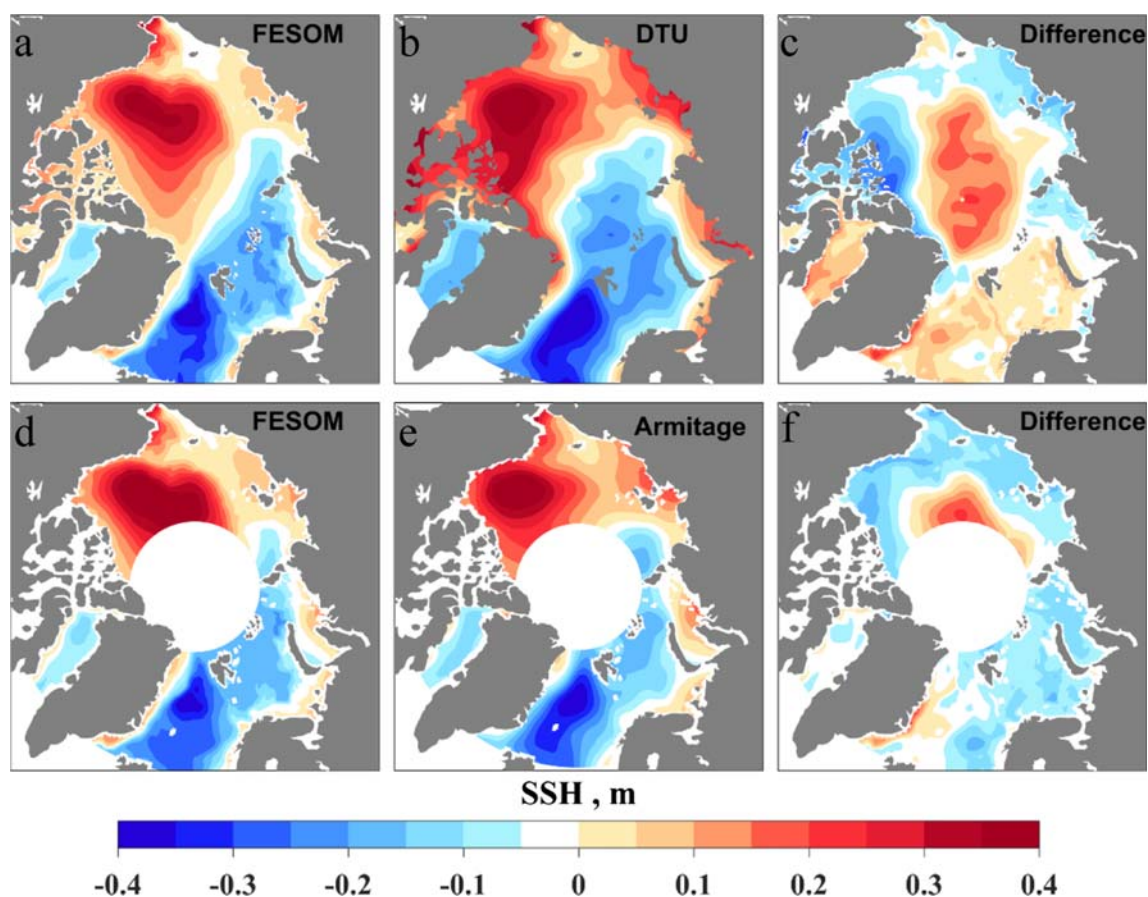 a FESOM
b DTU
c Difference
d FESOM
e Armitage
f Difference
SSH , m
-0.4 -0.3 -0.2 -0.1 0 0.1 0.2 0.3 0.4